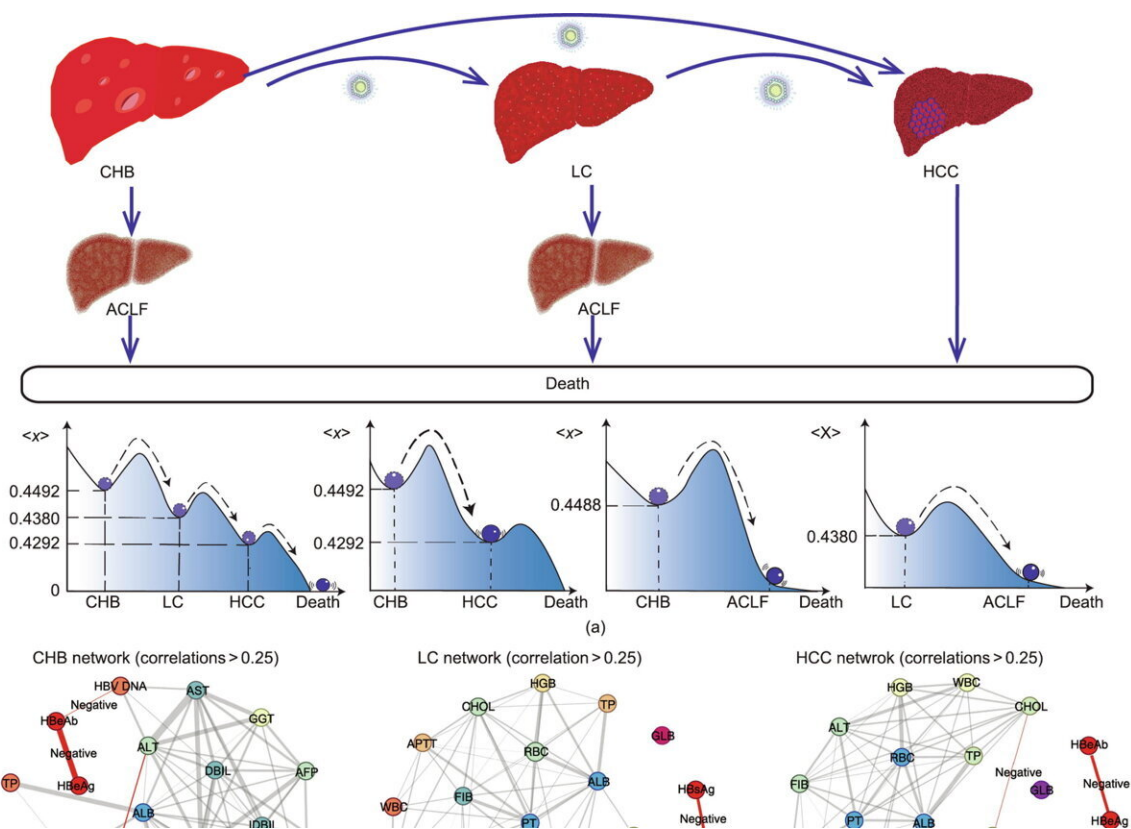 CHB
LC
HCC
ACLF
ACLF
Death
<x>
0.4492
0.4380
0.4292
0
CHB
LC
HCC
Death
<x>
0.4492
0.4292
CHB
HCC
Death
<x>
0.4488
CHB
ACLF
Death
<X>
0.4380
LC
ACLF
Death
(a)
CHB network (correlations > 0.25)
HBV DNA
AST
Negative
HBeAb
GGT
ALT
Negative
DBIL
AFP
TP
HBeAg
ALB
IDBIL
LC network (correlation > 0.25)
HGB
CHOL
TP
GLB
APTT
RBC
ALB
HBsAg
FIB
WBC
PT
Negative
HCC netwrok (correlations > 0.25)
WBC
HGB
CHOL
ALT
HBeAb
RBC
TP
Negative
FIB
GLB
Negative
PT
ALB
HBeAg